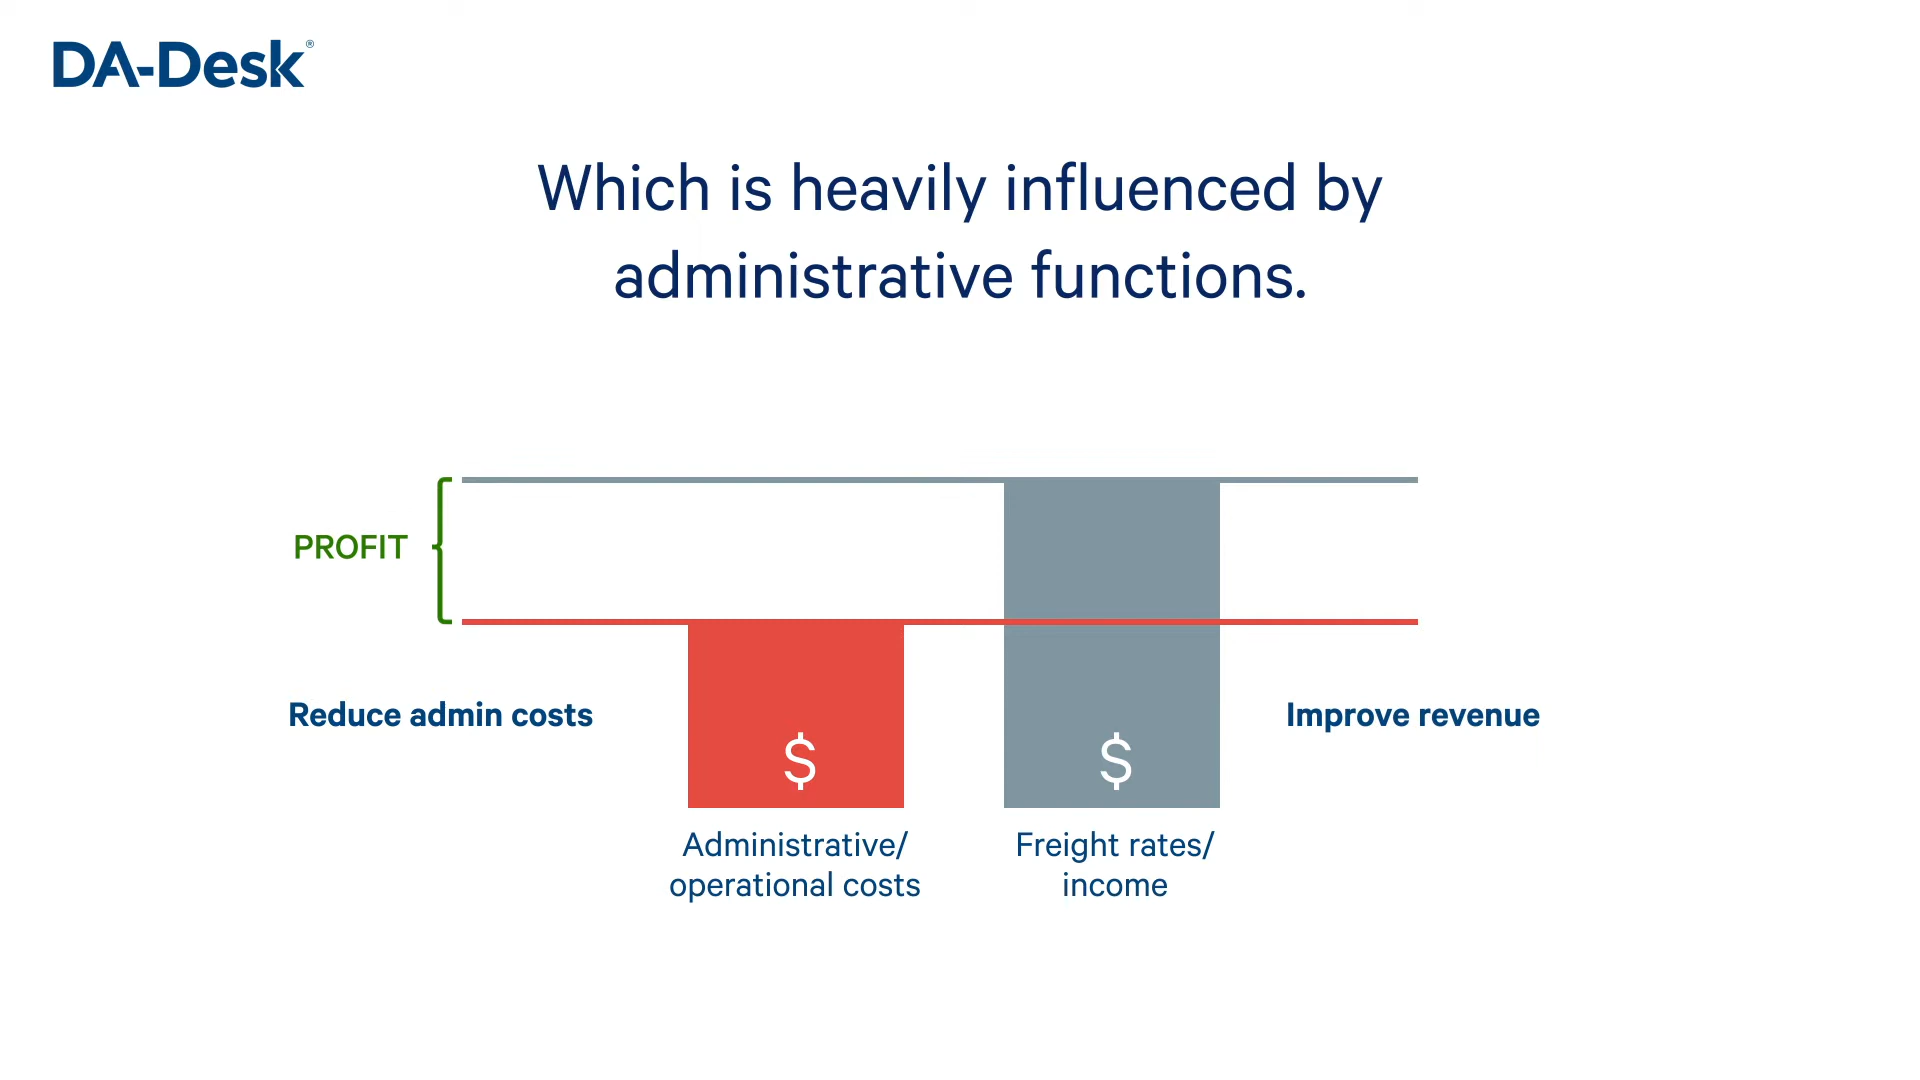 DA-Desk®
Which is heavily influenced by
administrative functions.
PROFIT
Reduce admin costs
Improve revenue
$
$
Administrative/
operational costs
Freight rates/
income